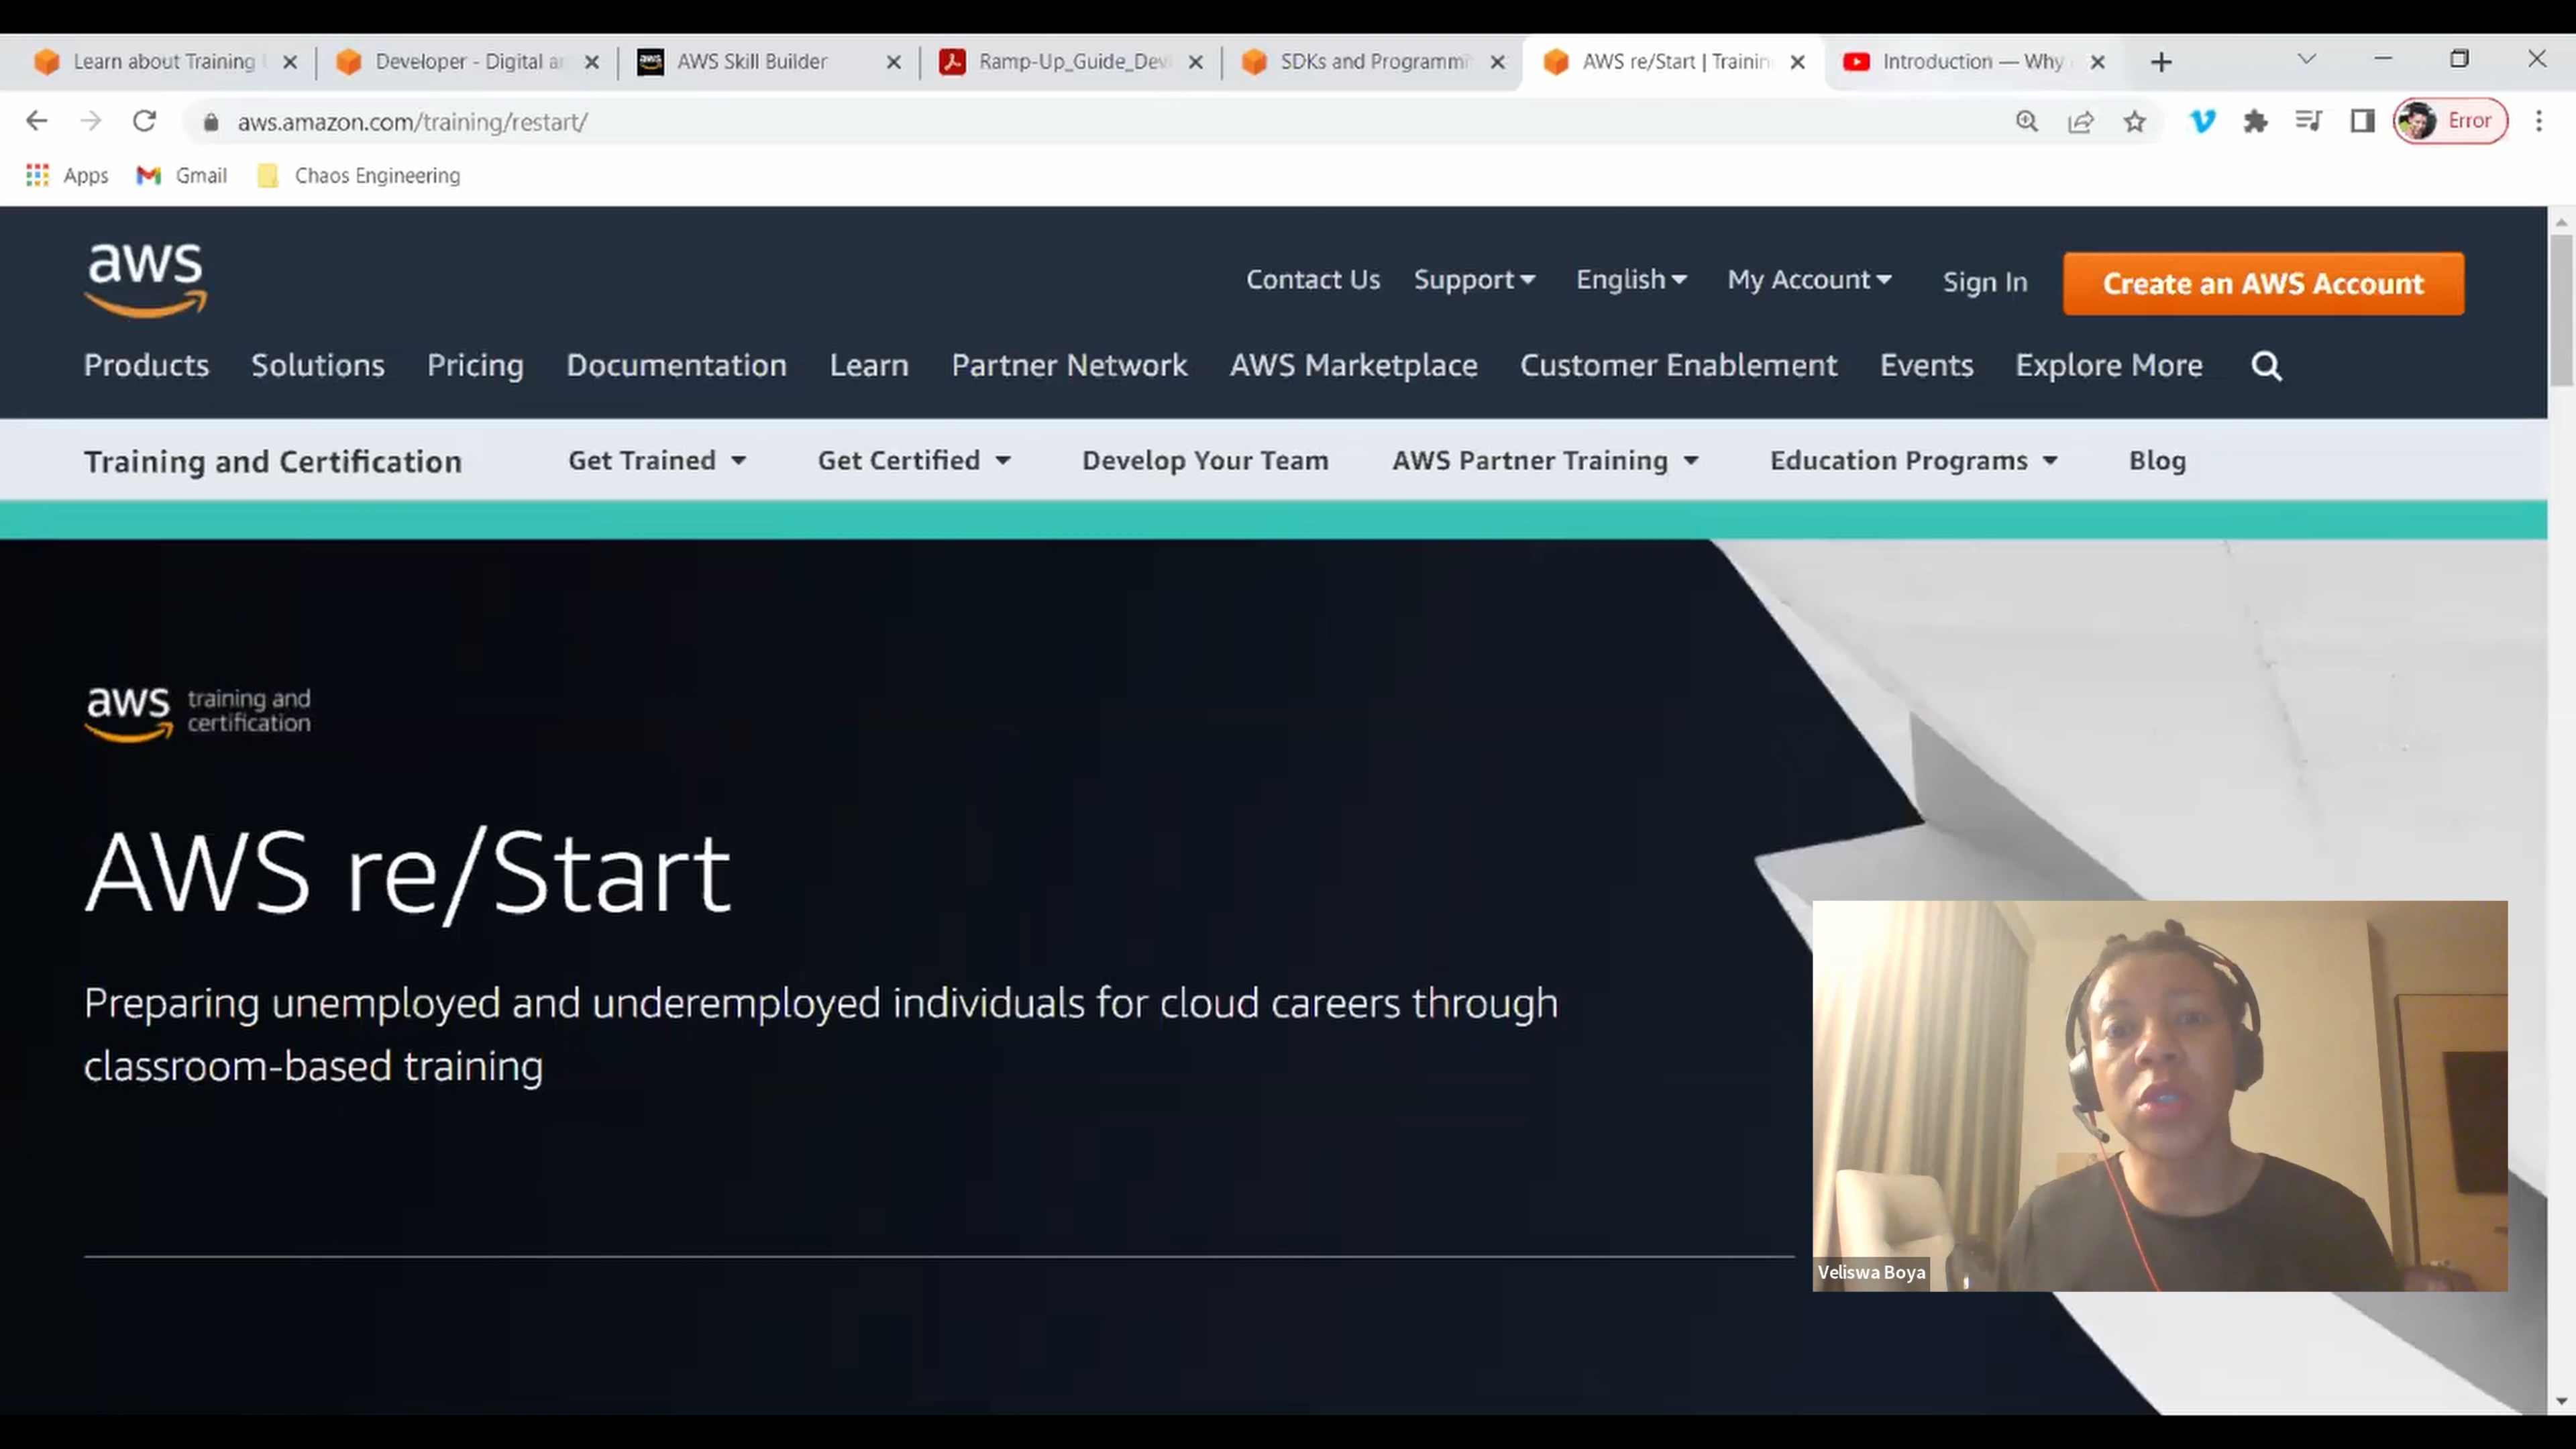 Learn about Training
Developer - Digital
AWS Skill Builder
Ramp-Up_Guide_Dev
SDKs and Programmi
AWS re/Start | Trainin
Introduction — Why
aws.amazon.com/training/restart/
Error
Apps
Gmail
Chaos Engineering
aws
Contact Us
Support
English
My Account
Sign In
Create an AWS Account
Products
Solutions
Pricing
Documentation
Learn
Partner Network
AWS Marketplace
Customer Enablement
Events
Explore More
Training and Certification
Get Trained
Get Certified
Develop Your Team
AWS Partner Training
Education Programs
Blog
aws training and
certification
AWS re/Start
Preparing unemployed and underemployed individuals for cloud careers through
classroom-based training
Veliswa Boya